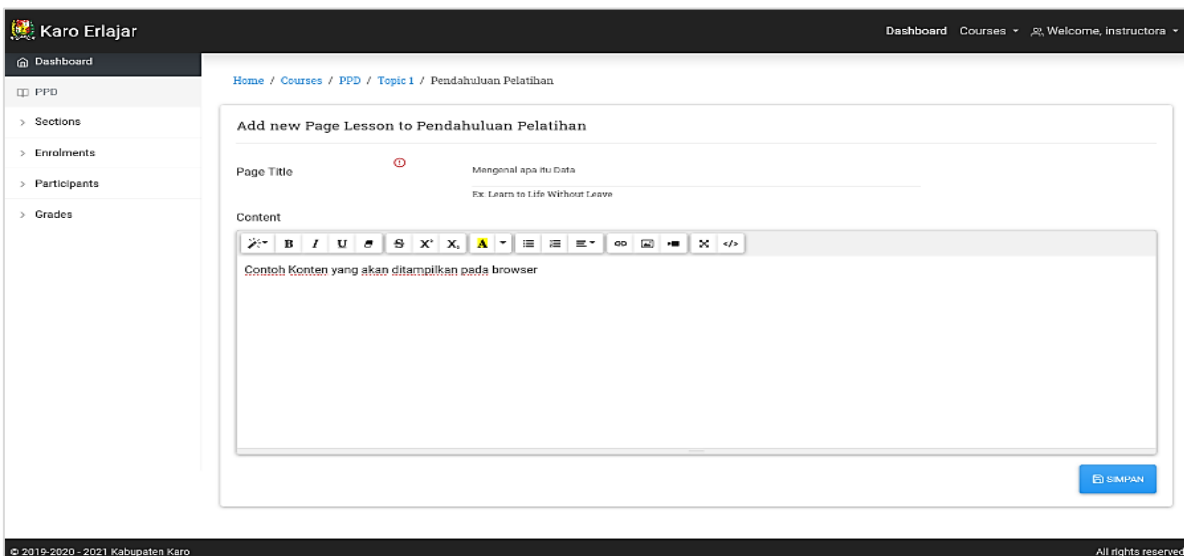 Karo Erlajar
Dashboard Courses Welcome, instructora
Dashboard
PPD
Sections
Enrolments
Participants
Grades
Home / Courses / PPD / Topic 1 / Pendahuluan Pelatihan
Add new Page Lesson to Pendahuluan Pelatihan
Page Title
Mengenal apa itu Data
Ex. Learn to Life Without Leave
Content
B I U S X² X₂ A </>
Contoh Konten yang akan ditampilkan pada browser
SIMPAN
© 2019-2020 - 2021 Kabupaten Karo
All rights reserved